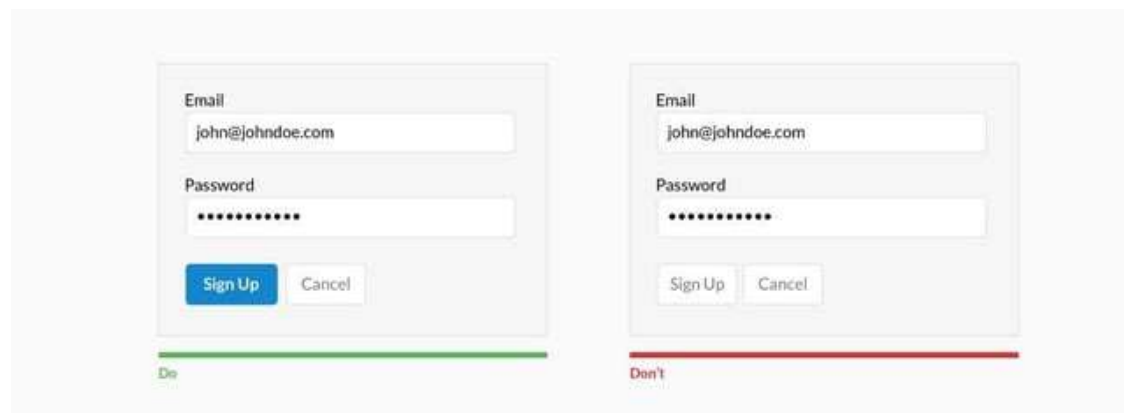 Email
john@johndoe.com
Password
•••••••••••
Sign Up Cancel
Do
Email
john@johndoe.com
Password
•••••••••••
Sign Up Cancel
Don't